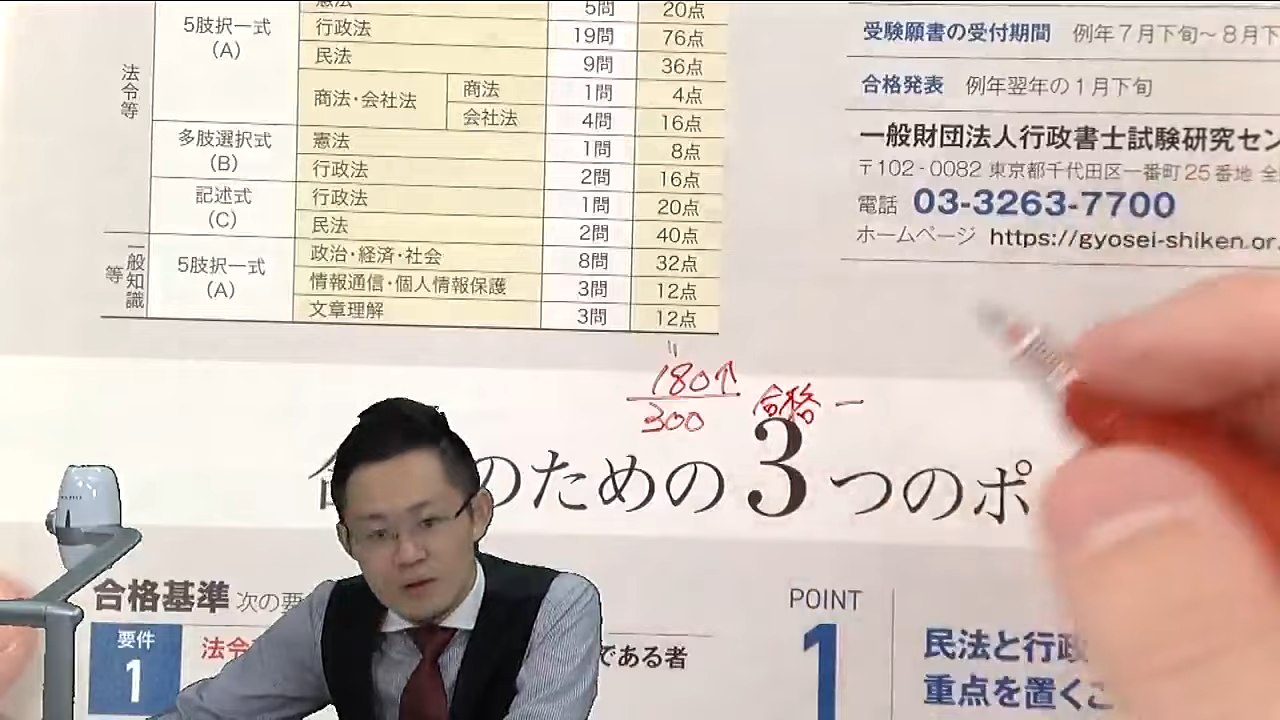 憲法 5問 20点
5肢択一式
(A)
行政法 19問 76点
民法 9問 36点
商法・会社法
商法 1問 4点
会社法 4問 16点
法令等
多肢選択式
(B)
憲法 1問 8点
行政法 2問 16点
記述式
(C)
行政法 1問 20点
民法 2問 40点
一般知識等
5肢択一式
(A)
政治・経済・社会 8問 32点
情報通信・個人情報保護 3問 12点
文章理解 3問 12点
180↑
300
合格
受験願書の受付期間 例年7月下旬~8月下
合格発表 例年翌年の1月下旬
一般財団法人行政書士試験研究セン
〒102-0082 東京都千代田区一番町25番地 全
電話 03-3263-7700
ホームページ https://gyosei-shiken.or.
のための3つのポ
合格基準 次の要
要件
1
法令
である者
POINT
1
民法と行政
重点を置くこ